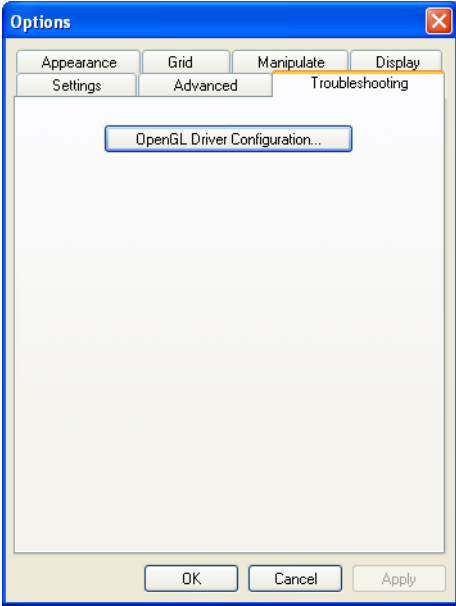 Options
Appearance Grid Manipulate Display
Settings Advanced Troubleshooting
OpenGL Driver Configuration...
OK Cancel Apply